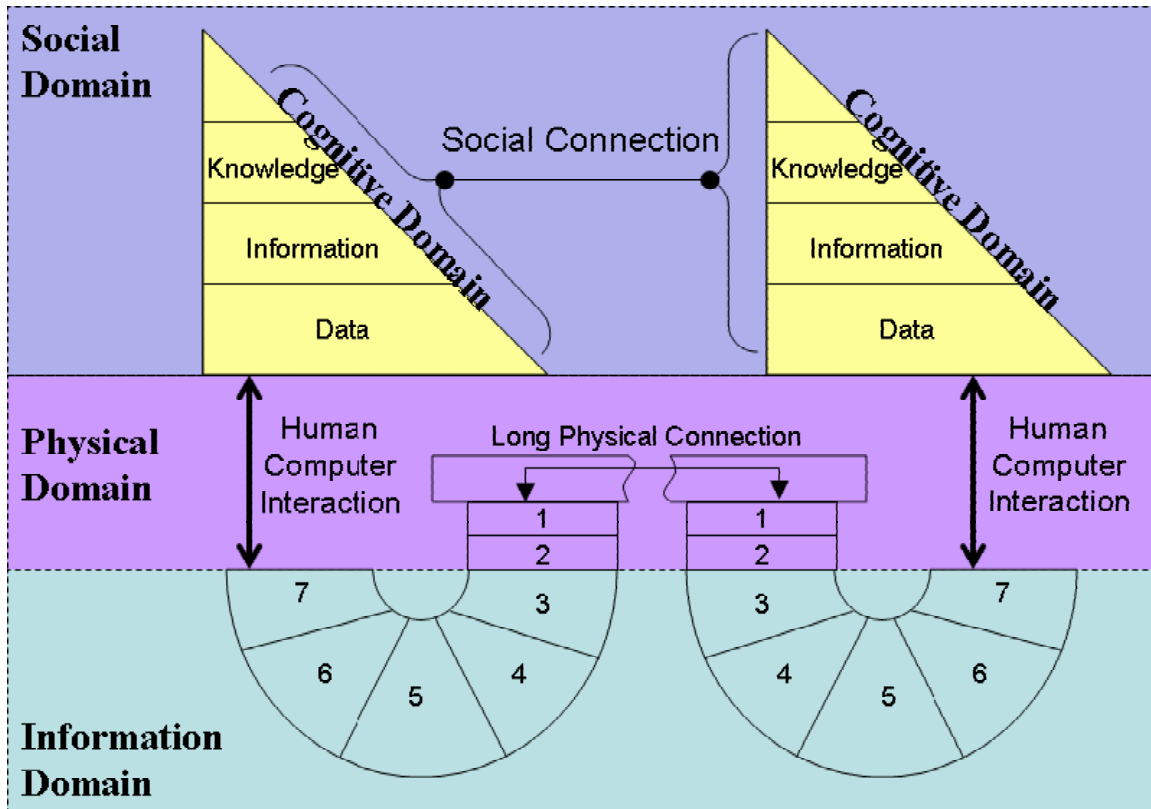 Social
Domain
Cognitive Domain
Knowledge
Information
Data
Social Connection
Cognitive Domain
Knowledge
Information
Data
Physical
Domain
Human
Computer
Interaction
Long Physical Connection
1
2
1
2
Human
Computer
Interaction
7
6
5
4
3
3
4
5
6
7
Information
Domain